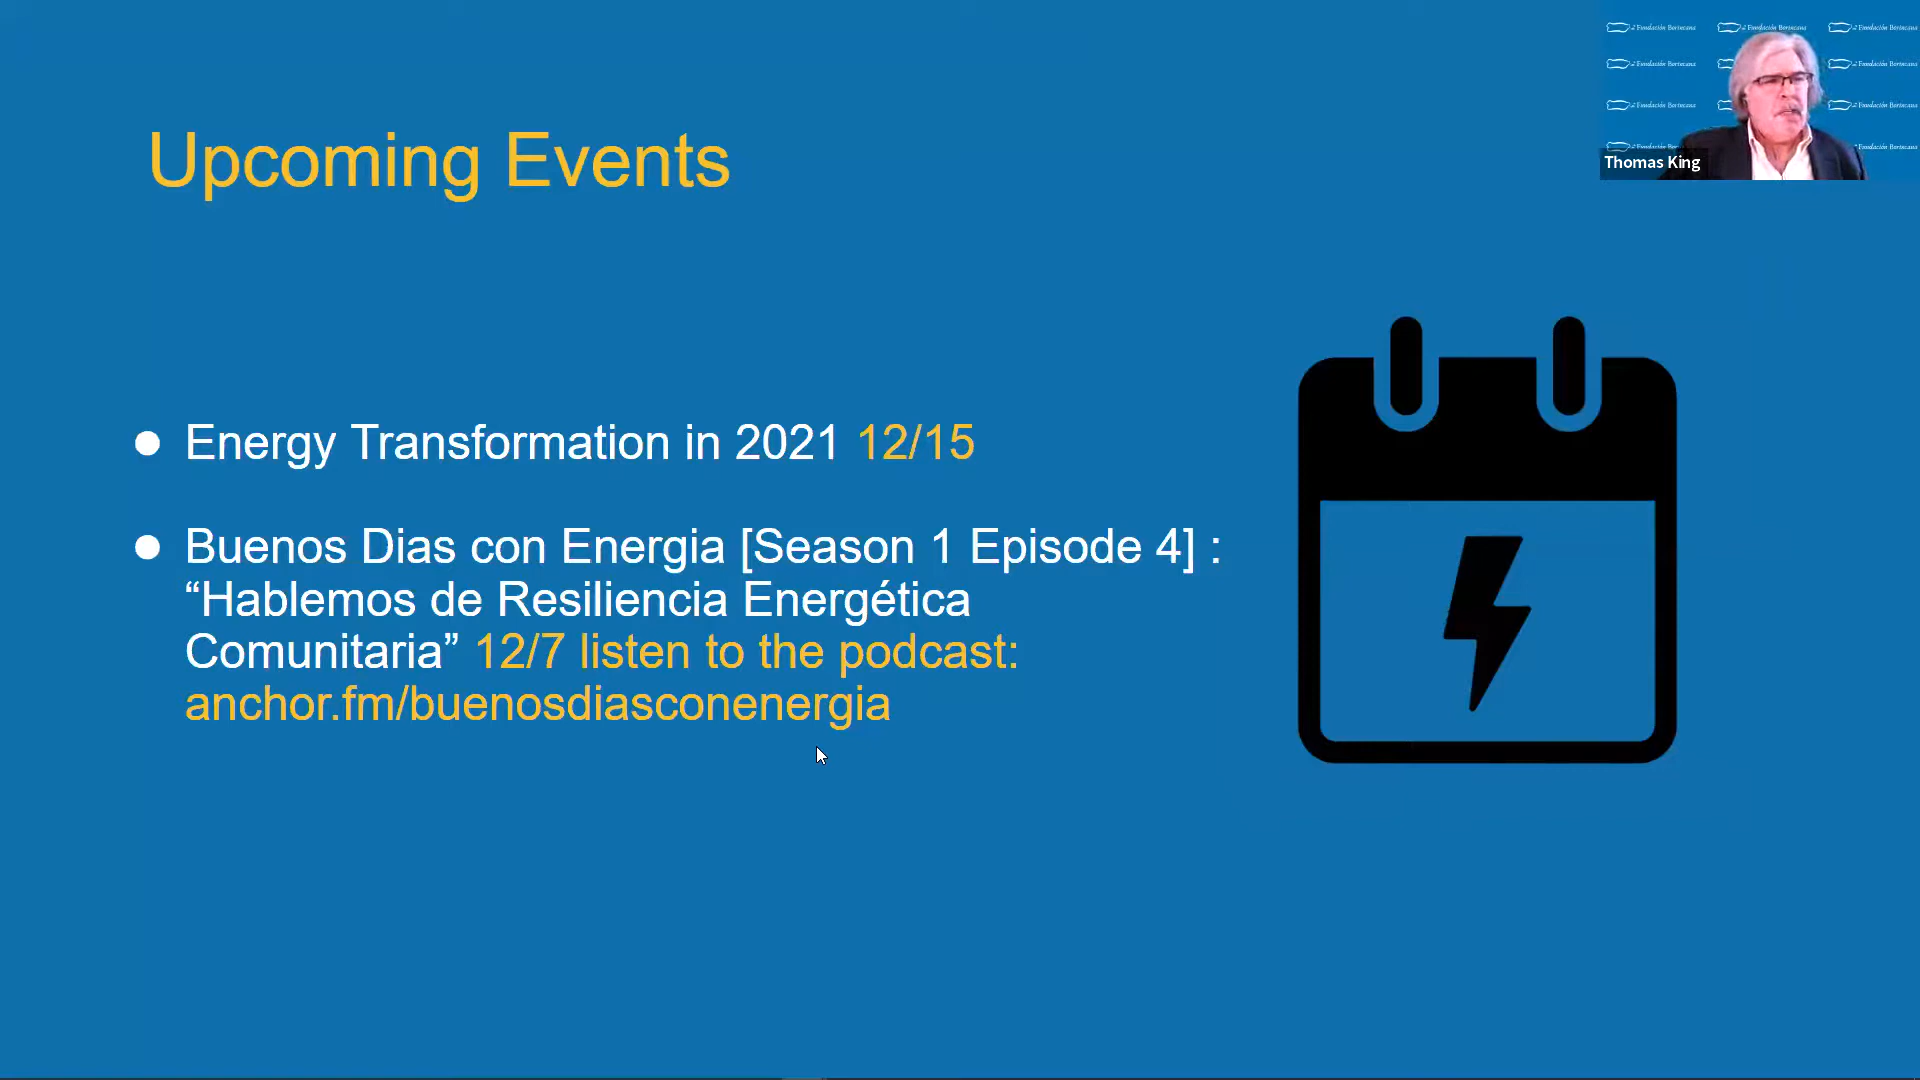 Upcoming Events
Energy Transformation in 2021 12/15
Buenos Dias con Energia [Season 1 Episode 4] :
“Hablemos de Resiliencia Energética
Comunitaria” 12/7 listen to the podcast:
anchor.fm/buenosdiasconenergia
Thomas King